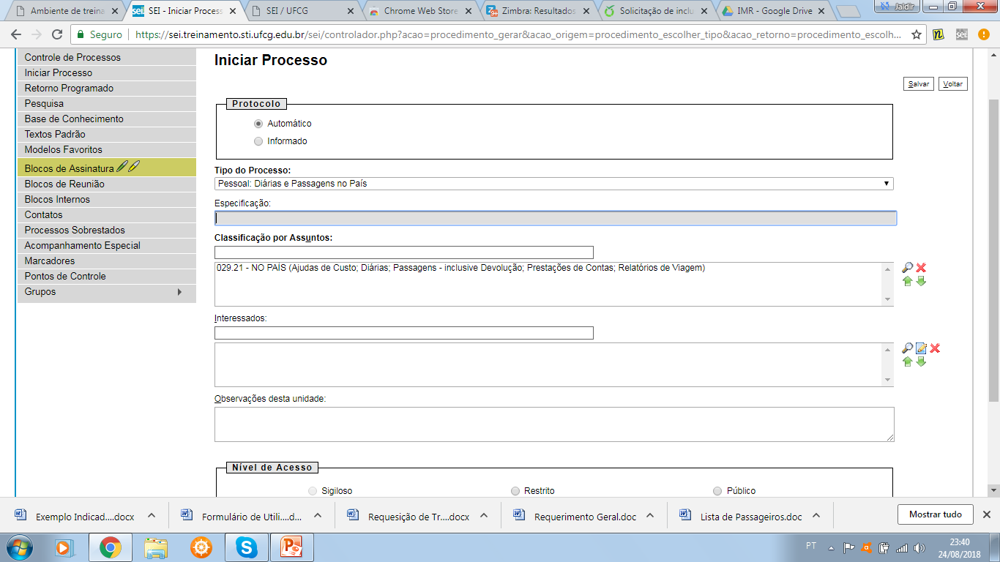 Ambiente de treina
SEI - Iniciar Process
SEI / UFCG
Chrome Web Store
Zimbra: Resultados
Solicitação de inclu
IMR - Google Drive
Jaldir
Seguro
https://sei.treinamento.sti.ufcg.edu.br/sei/controlador.php?acao=procedimento_gerar&acao_origem=procedimento_escolher_tipo&acao_retorno=procedimento_escolh...
Controle de Processos
Iniciar Processo
Retorno Programado
Pesquisa
Base de Conhecimento
Textos Padrão
Modelos Favoritos
Blocos de Assinatura
Blocos de Reunião
Blocos Internos
Contatos
Processos Sobrestados
Acompanhamento Especial
Marcadores
Pontos de Controle
Grupos
Iniciar Processo
Salvar
Voltar
Protocolo
Automático
Informado
Tipo do Processo:
Pessoal: Diárias e Passagens no País
Especificação:
Classificação por Assuntos:
029.21 - NO PAÍS (Ajudas de Custo; Diárias; Passagens - inclusive Devolução; Prestações de Contas; Relatórios de Viagem)
Interessados:
Observações desta unidade:
Nível de Acesso
Sigiloso
Restrito
Público
Exemplo Indicad....docx
Formulário de Utili....d...
Requesição de Tr....docx
Requerimento Geral.doc
Lista de Passageiros.doc
Mostrar tudo
PT
23:40
24/08/2018